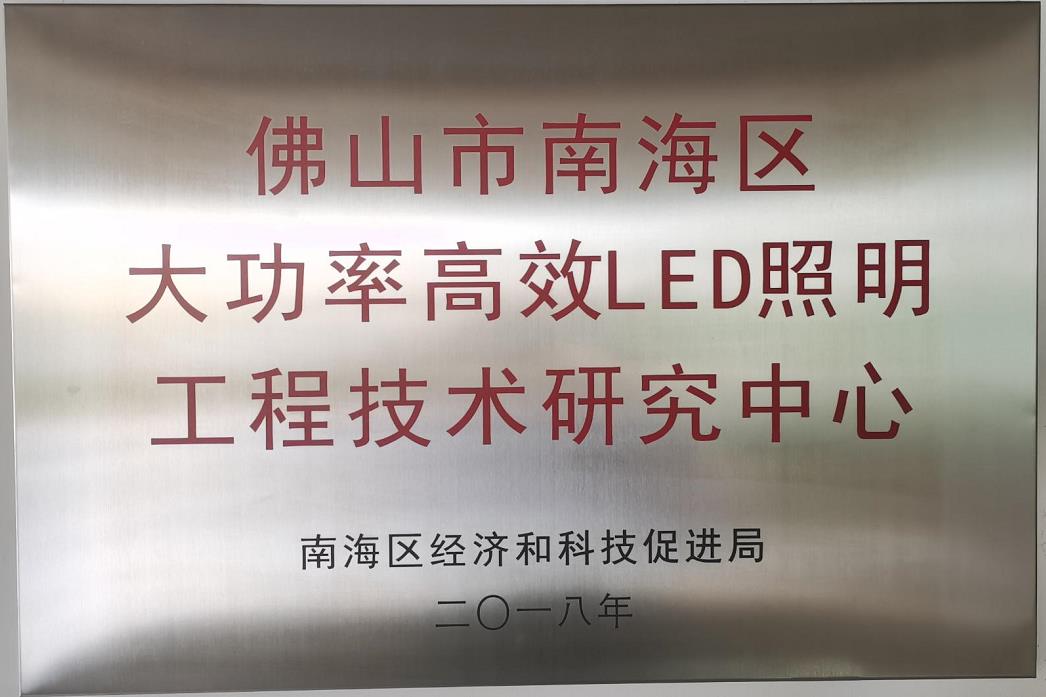 佛山市南海区
大功率高效LED照明
工程技术研究中心
南海区经济和科技促进局
二〇一八年